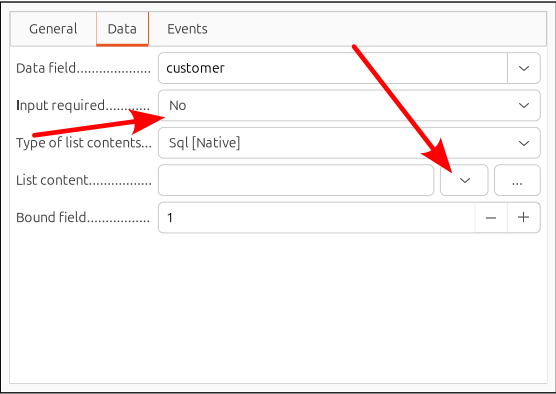 General Data Events
Data field.................... customer
Input required............ No
Type of list contents... Sql [Native]
List content................. ...
Bound field................. 1 − +